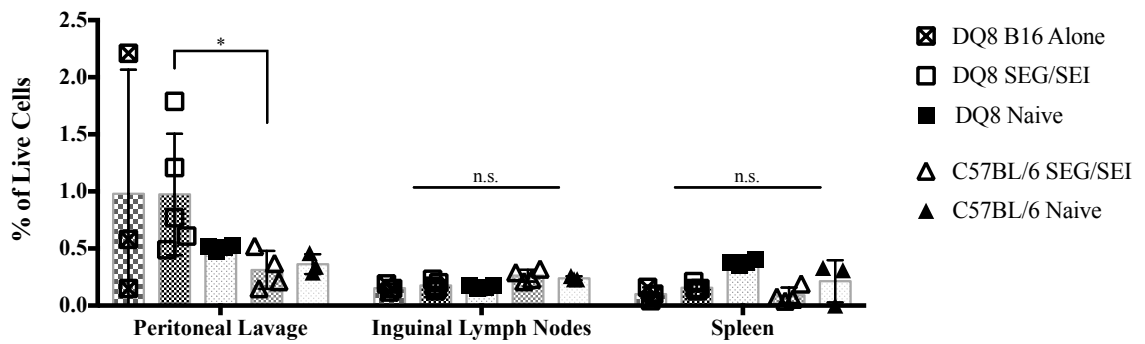 % of Live Cells
2.5
2.0
1.5
1.0
0.5
0.0
*
n.s.
n.s.
Peritoneal Lavage
Inguinal Lymph Nodes
Spleen
DQ8 B16 Alone
DQ8 SEG/SEI
DQ8 Naive
C57BL/6 SEG/SEI
C57BL/6 Naive